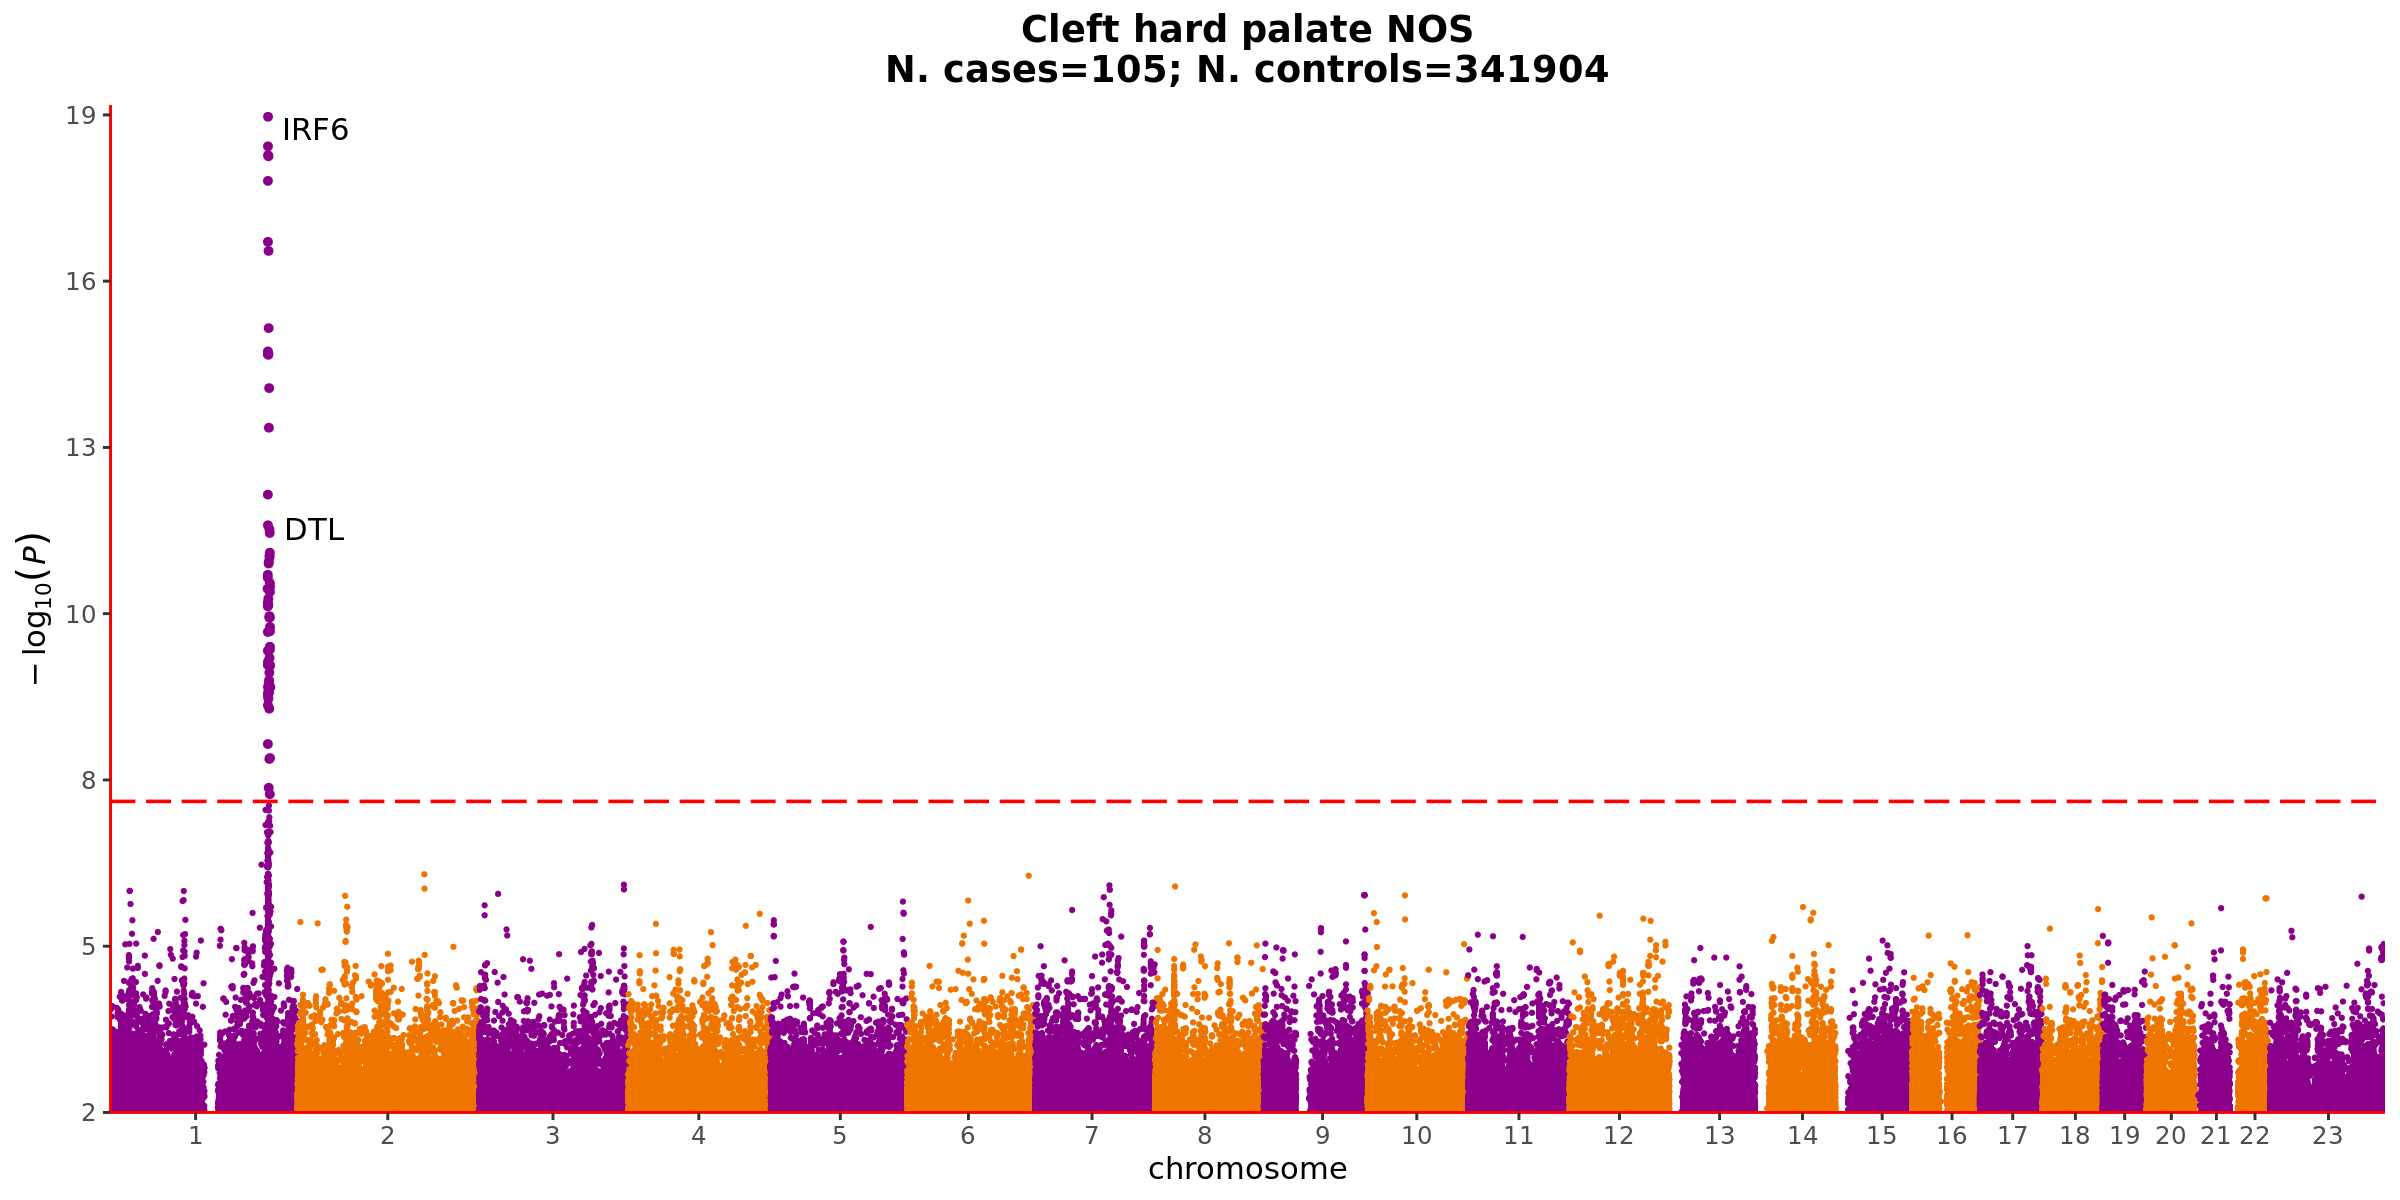 Cleft hard palate NOS
N. cases=105; N. controls=341904
19
IRF6
16
13
DTL
10
8
5
2
−log10(P)
1 2 3 4 5 6 7 8 9 10 11 12 13 14 15 16 17 18 19 20 21 22 23
chromosome